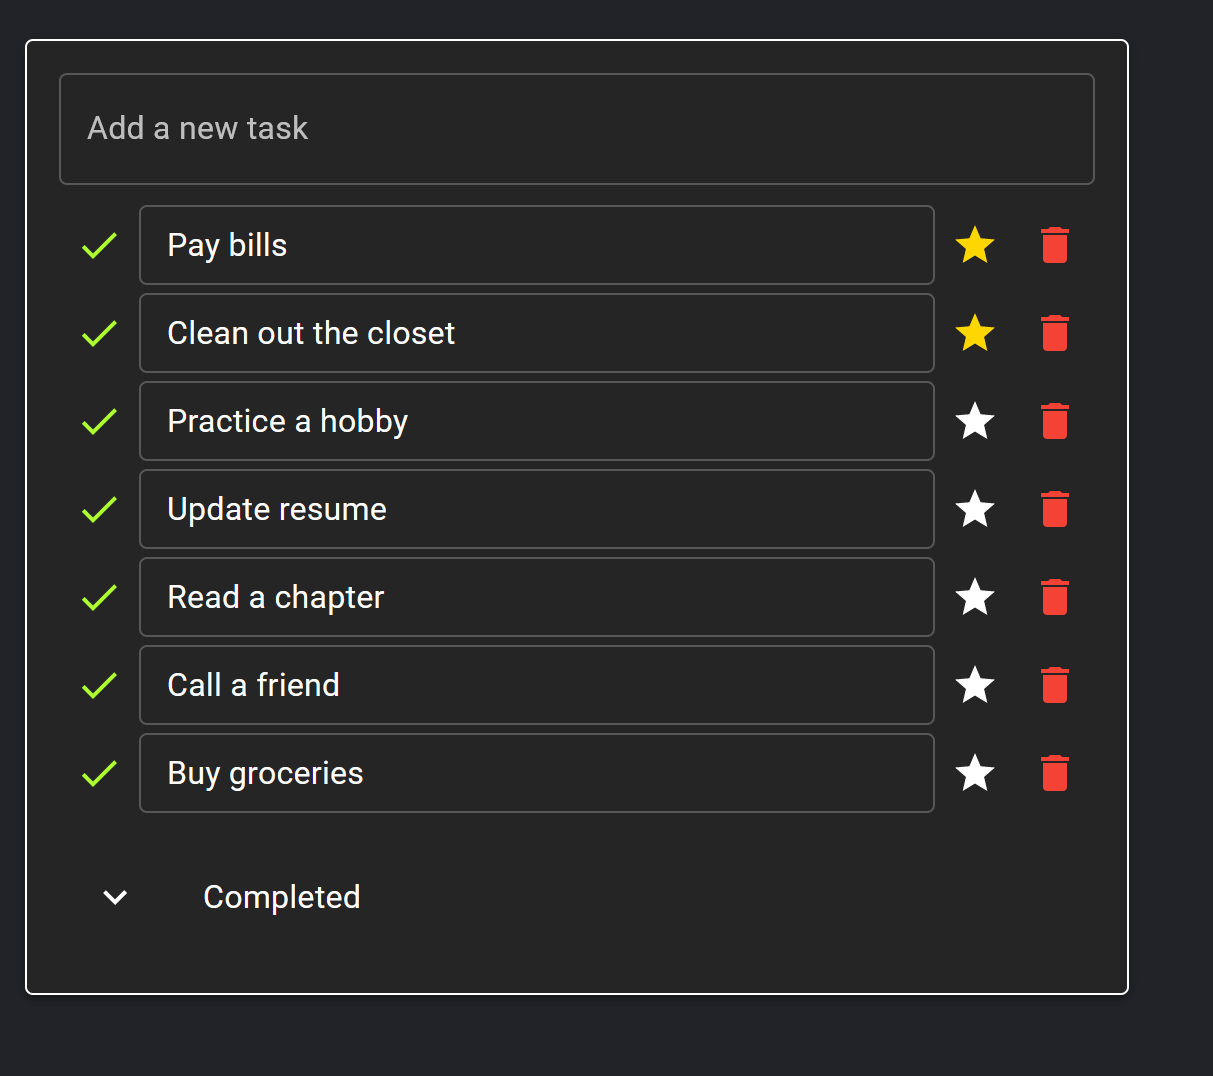 Add a new task
Pay bills
Clean out the closet
Practice a hobby
Update resume
Read a chapter
Call a friend
Buy groceries
Completed